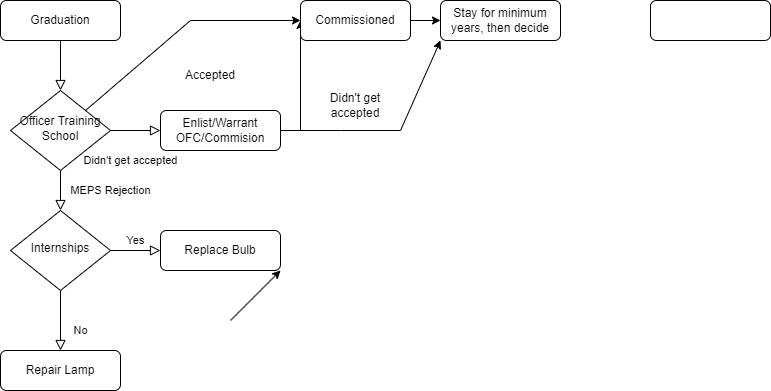 Graduation
Commissioned
Stay for minimum
years, then decide
Accepted
Didn't get
accepted
Officer Training
School
Enlist/Warrant
OFC/Commision
Didn't get accepted
MEPS Rejection
Internships
Yes
Replace Bulb
No
Repair Lamp